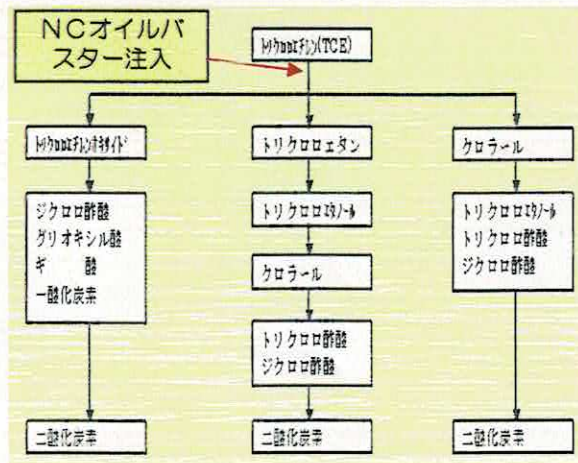 NCオイルバ
スター注入
トリクロロエチレン(TCE)
トリクロロエチレンオキサイド
トリクロロエタン
クロラール
ジクロロ酢酸
グリオキシル酸
ギ　　酸
一酸化炭素
トリクロロエタノール
クロラール
トリクロロ酢酸
ジクロロ酢酸
トリクロロエタノール
トリクロロ酢酸
ジクロロ酢酸
二酸化炭素
二酸化炭素
二酸化炭素